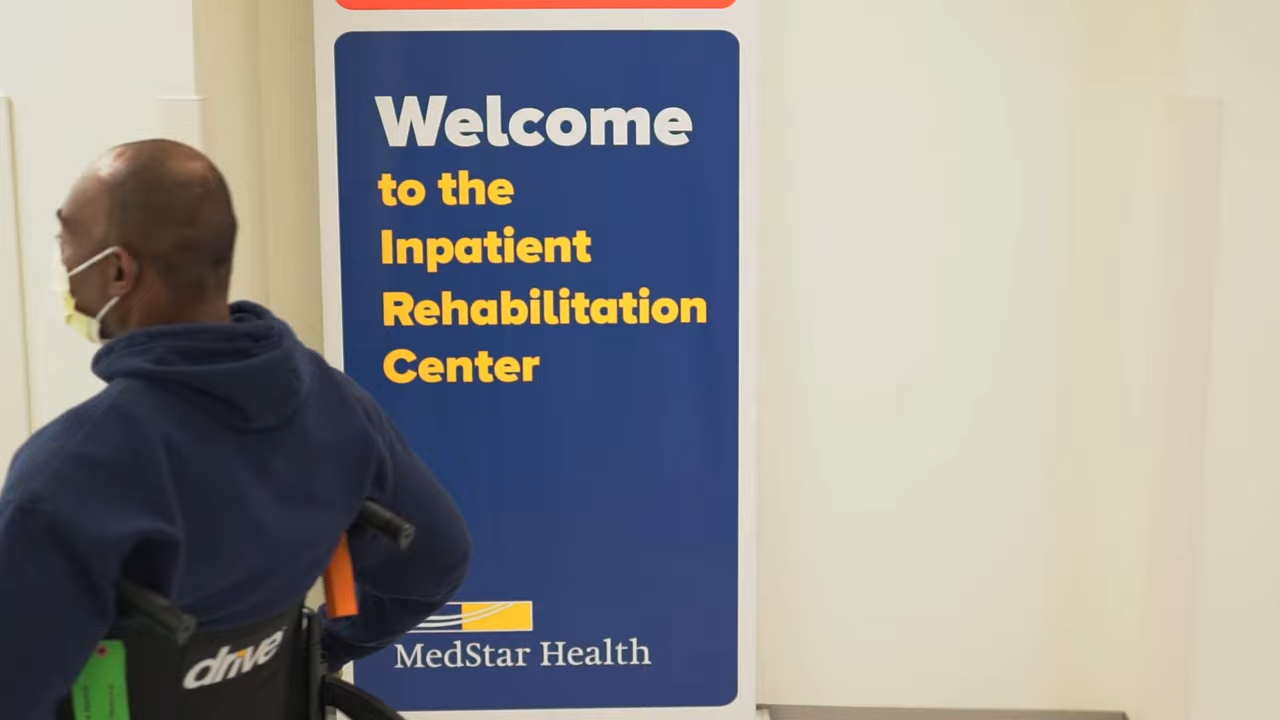 Welcome
to the
Inpatient
Rehabilitation
Center
MedStar Health
drive